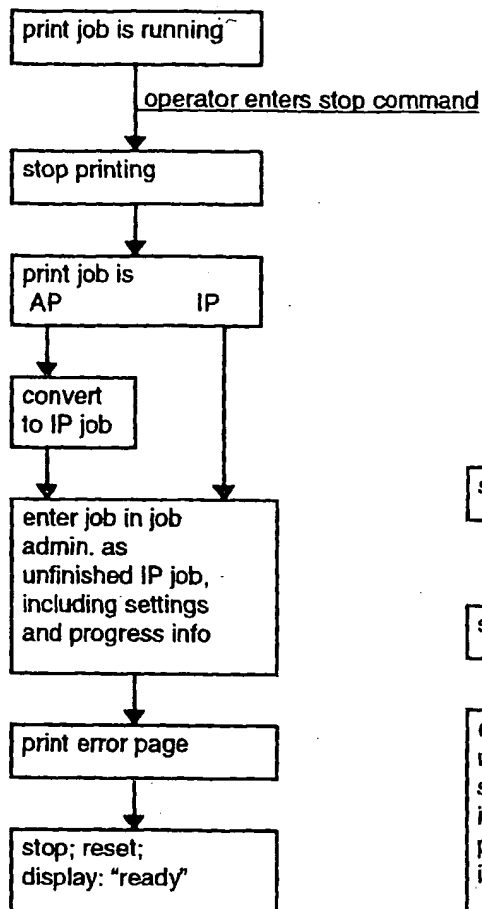 print job is running
operator enters stop command
stop printing
print job is
AP IP
convert
to IP job
enter job in job
admin. as
unfinished IP job,
including settings
and progress info
print error page
stop; reset;
display: "ready"